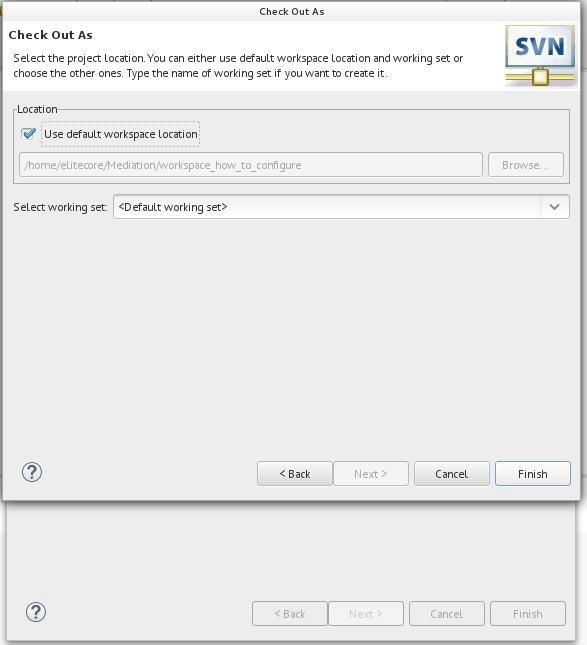 Check Out As
Check Out As
Select the project location. You can either use default workspace location and working set or
choose the other ones. Type the name of working set if you want to create it.
SVN
Location
Use default workspace location
/home/elitecore/Mediation/workspace_how_to_configure
Browse...
Select working set: <Default working set>
? < Back Next > Cancel Finish
? < Back Next > Cancel Finish